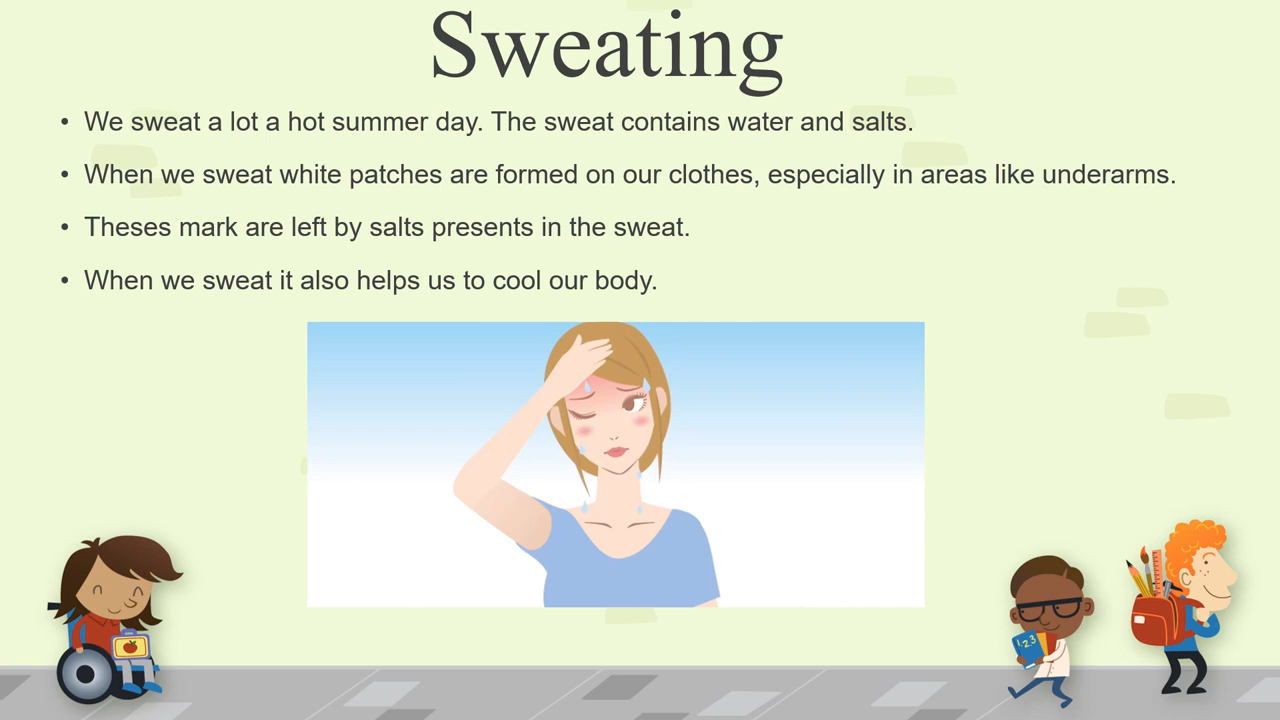 Sweating
• We sweat a lot a hot summer day. The sweat contains water and salts.
• When we sweat white patches are formed on our clothes, especially in areas like underarms.
• Theses mark are left by salts presents in the sweat.
• When we sweat it also helps us to cool our body.
123